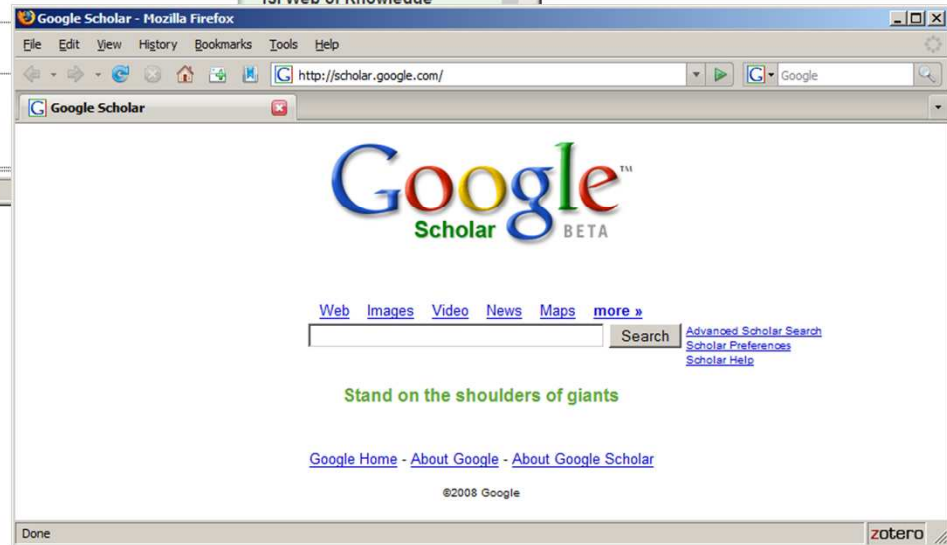 ISI Web of Knowledge
Google Scholar - Mozilla Firefox
File Edit View History Bookmarks Tools Help
G http://scholar.google.com/ G Google
G Google Scholar
Google™
Scholar BETA
Web Images Video News Maps more »
Search
Advanced Scholar Search
Scholar Preferences
Scholar Help
Stand on the shoulders of giants
Google Home - About Google - About Google Scholar
©2008 Google
Done zotero